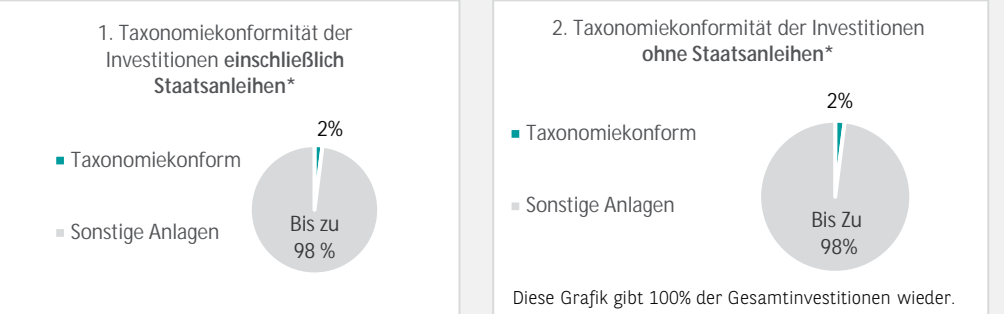 1. Taxonomiekonformität der
Investitionen einschließlich
Staatsanleihen*
2%
Taxonomiekonform
Sonstige Anlagen
Bis zu
98 %
2. Taxonomiekonformität der Investitionen
ohne Staatsanleihen*
2%
Taxonomiekonform
Sonstige Anlagen
Bis Zu
98%
Diese Grafik gibt 100% der Gesamtinvestitionen wieder.